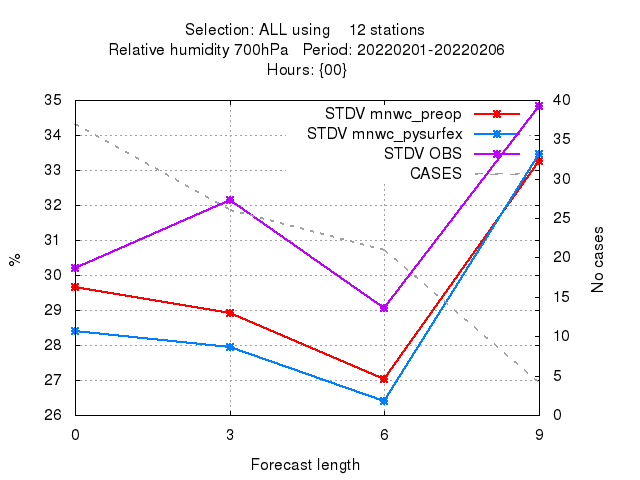 Selection: ALL using    12 stations
Relative humidity 700hPa   Period: 20220201-20220206
Hours: {00}
STDV mnwc_preop
STDV mnwc_pysurfex
STDV OBS
CASES
35
34
33
32
31
30
29
28
27
26
%
40
35
30
25
20
15
10
5
0
No cases
0 3 6 9
Forecast length